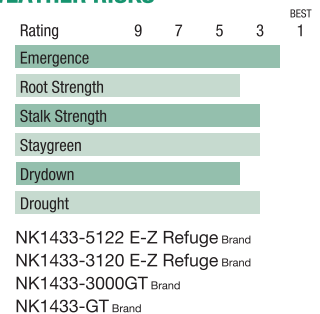 BEST
Rating 9 7 5 3 1
Emergence
Root Strength
Stalk Strength
Staygreen
Drydown
Drought
NK1433-5122 E-Z Refuge Brand
NK1433-3120 E-Z Refuge Brand
NK1433-3000GT Brand
NK1433-GT Brand